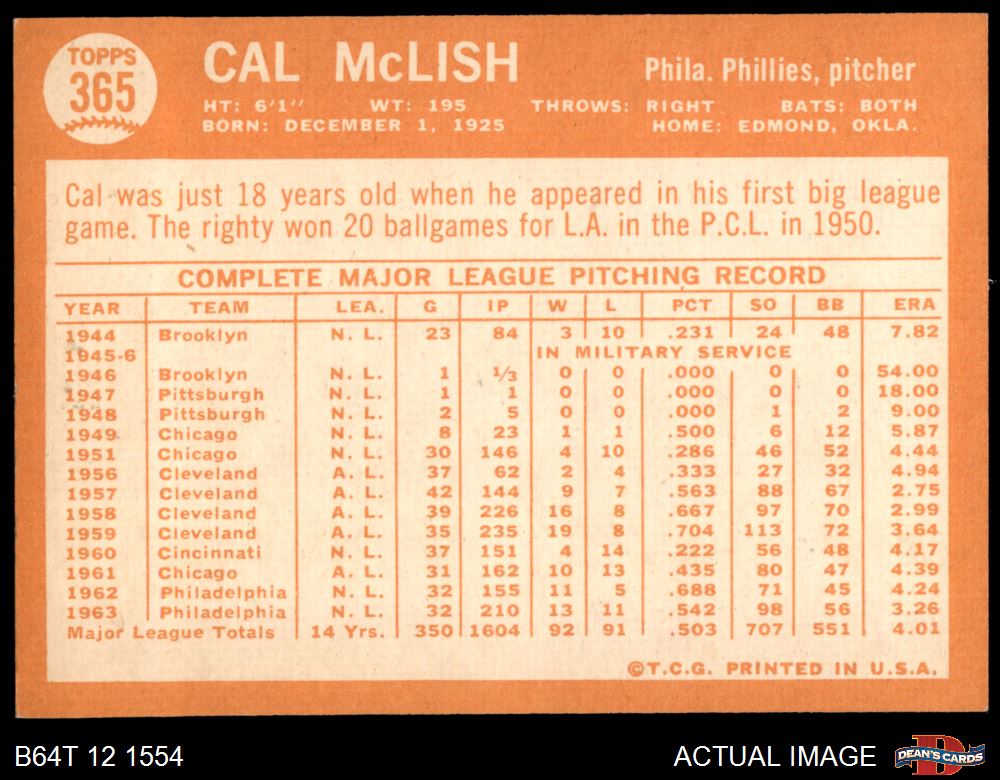 TOPPS
365
CAL McLISH
Phila. Phillies, pitcher
HT: 6'1" WT: 195 THROWS: RIGHT BATS: BOTH
BORN: DECEMBER 1, 1925 HOME: EDMOND, OKLA.
Cal was just 18 years old when he appeared in his first big league
game. The righty won 20 ballgames for L.A. in the P.C.L. in 1950.
COMPLETE MAJOR LEAGUE PITCHING RECORD
YEAR TEAM LEA. G IP W L PCT SO BB ERA
1944 Brooklyn N. L. 23 84 3 10 .231 24 48 7.82
1945-6 IN MILITARY SERVICE
1946 Brooklyn N. L. 1 1/3 0 0 .000 0 0 54.00
1947 Pittsburgh N. L. 1 1 0 0 .000 0 0 18.00
1948 Pittsburgh N. L. 2 5 0 0 .000 1 2 9.00
1949 Chicago N. L. 8 23 1 1 .500 6 12 5.87
1951 Chicago N. L. 30 146 4 10 .286 46 52 4.44
1956 Cleveland A. L. 37 62 2 4 .333 27 32 4.94
1957 Cleveland A. L. 42 144 9 7 .563 88 67 2.75
1958 Cleveland A. L. 39 226 16 8 .667 97 70 2.99
1959 Cleveland A. L. 35 235 19 8 .704 113 72 3.64
1960 Cincinnati N. L. 37 151 4 14 .222 56 48 4.17
1961 Chicago A. L. 31 162 10 13 .435 80 47 4.39
1962 Philadelphia N. L. 32 155 11 5 .688 71 45 4.24
1963 Philadelphia N. L. 32 210 13 11 .542 98 56 3.26
Major League Totals 14 Yrs. 350 1604 92 91 .503 707 551 4.01
©T.C.G. PRINTED IN U.S.A.
B64T 12 1554 ACTUAL IMAGE
D
DEAN'S CARDS